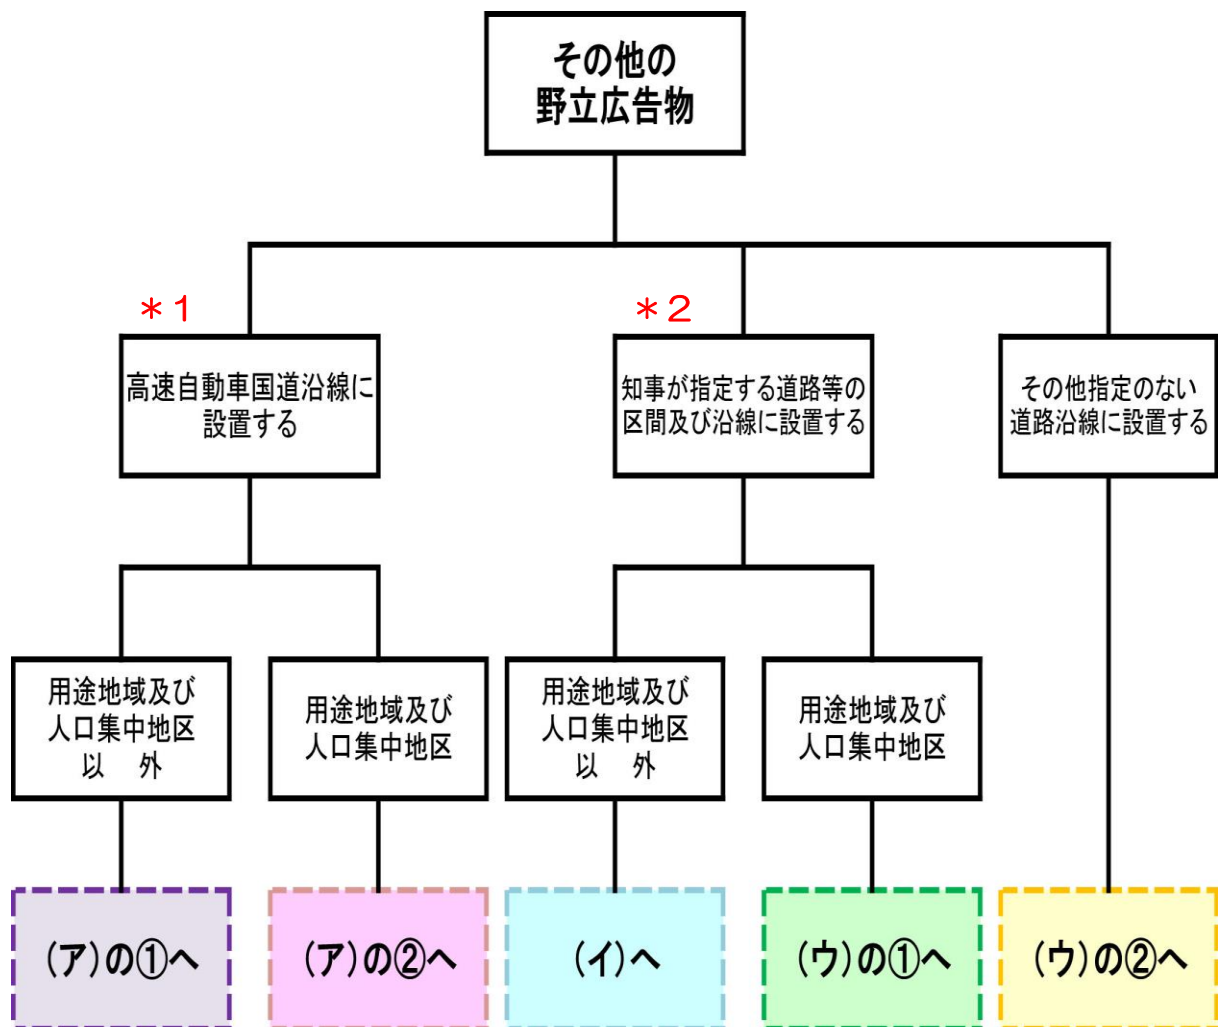 その他の
野立広告物
＊１
高速自動車国道沿線に
設置する
＊２
知事が指定する道路等の
区間及び沿線に設置する
その他指定のない
道路沿線に設置する
用途地域及び
人口集中地区
以　外
用途地域及び
人口集中地区
用途地域及び
人口集中地区
以　外
用途地域及び
人口集中地区
(ア)の①へ
(ア)の②へ
(イ)へ
(ウ)の①へ
(ウ)の②へ